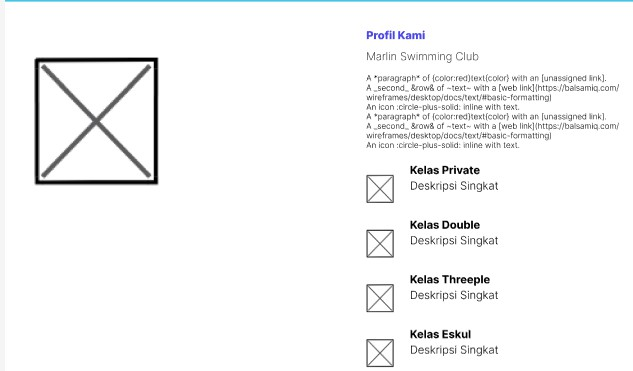 Profil Kami
Marlin Swimming Club
A *paragraph* of {color:red}text{color} with an [unassigned link].
A _second_ &row& of ~text~ with a [web link](https://balsamiq.com/
wireframes/desktop/docs/text/#basic-formatting)
An icon :circle-plus-solid: inline with text.
A *paragraph* of {color:red}text{color} with an [unassigned link].
A _second_ &row& of ~text~ with a [web link](https://balsamiq.com/
wireframes/desktop/docs/text/#basic-formatting)
An icon :circle-plus-solid: inline with text.
Kelas Private
Deskripsi Singkat
Kelas Double
Deskripsi Singkat
Kelas Threeple
Deskripsi Singkat
Kelas Eskul
Deskripsi Singkat